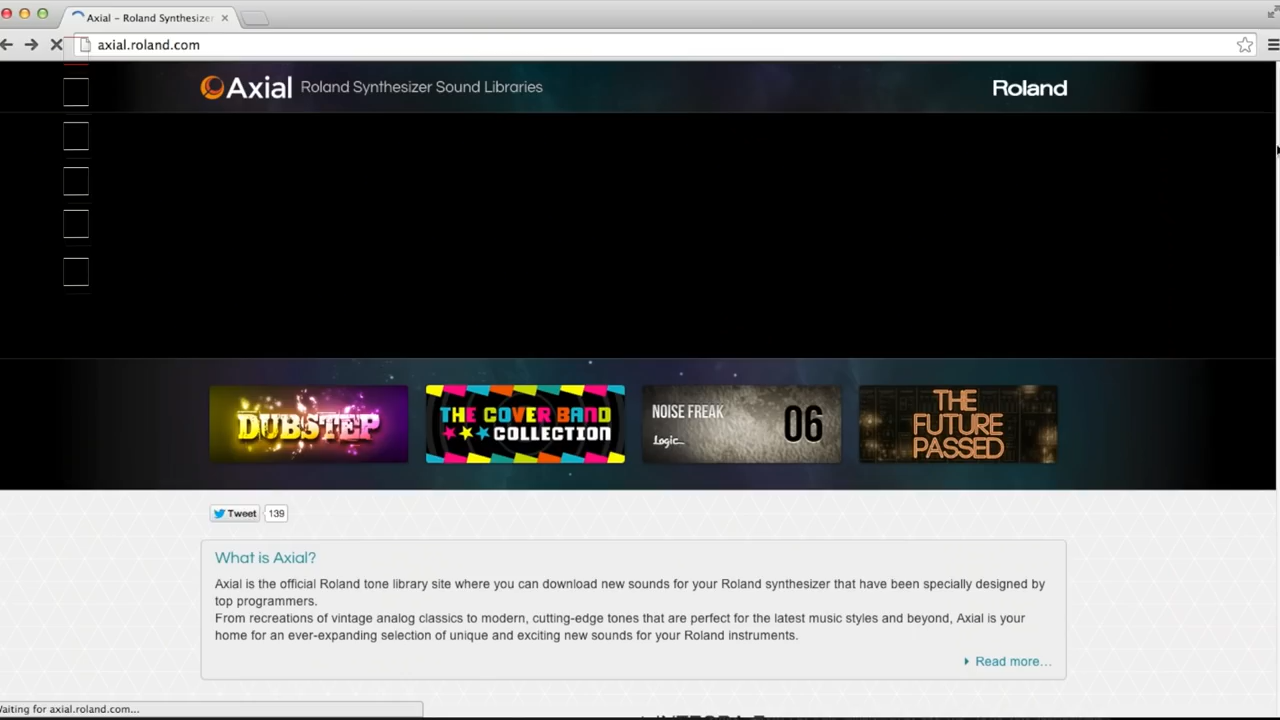 Axial – Roland Synthesizer
axial.roland.com
Axial Roland Synthesizer Sound Libraries
Roland
DUBSTEP
THE COVER BAND
COLLECTION
NOISE FREAK
Logic
06
THE
FUTURE
PASSED
Tweet
139
What is Axial?
Axial is the official Roland tone library site where you can download new sounds for your Roland synthesizer that have been specially designed by
top programmers.
From recreations of vintage analog classics to modern, cutting-edge tones that are perfect for the latest music styles and beyond, Axial is your
home for an ever-expanding selection of unique and exciting new sounds for your Roland instruments.
Read more...
Waiting for axial.roland.com...